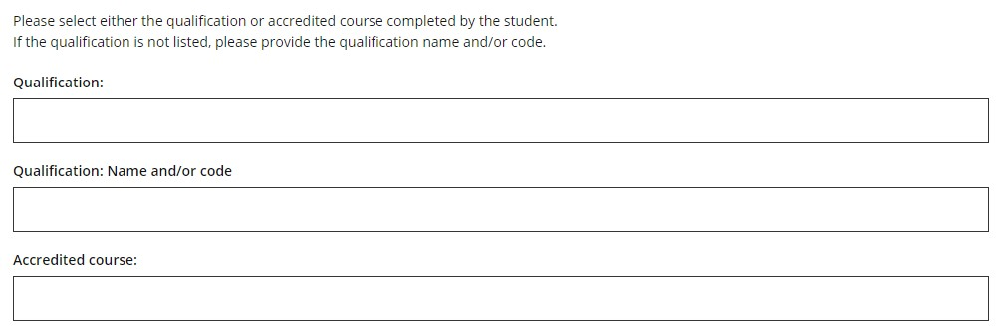 Please select either the qualification or accredited course completed by the student.
If the qualification is not listed, please provide the qualification name and/or code.
Qualification:
Qualification: Name and/or code
Accredited course: